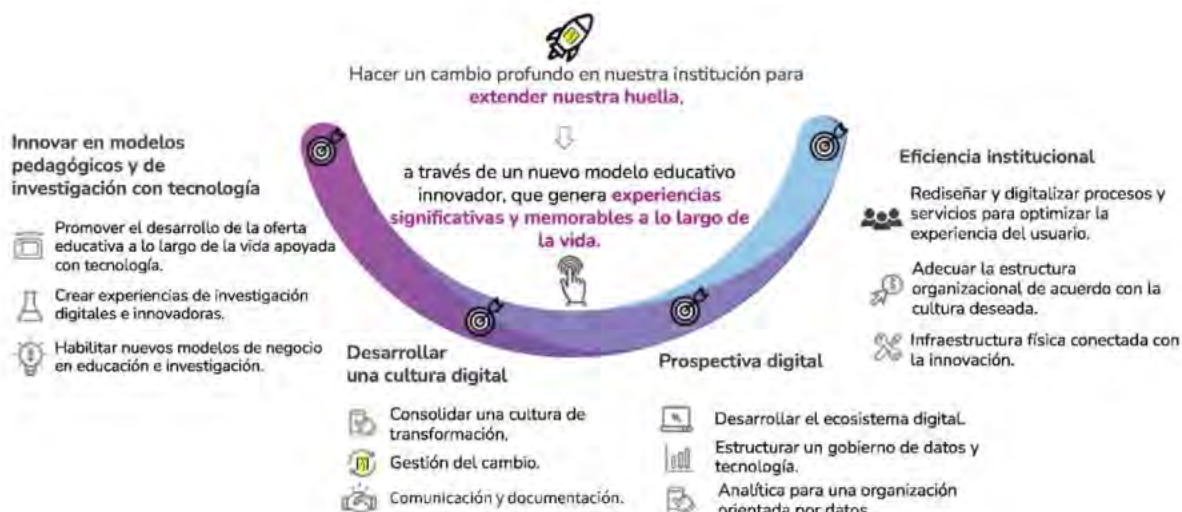 Hacer un cambio profundo en nuestra institución para
extender nuestra huella,
a través de un nuevo modelo educativo
innovador, que genera experiencias
significativas y memorables a lo largo de
la vida.
Innovar en modelos
pedagógicos y de
investigación con tecnología
Promover el desarrollo de la oferta
educativa a lo largo de la vida apoyada
con tecnología.
Crear experiencias de investigación
digitales e innovadoras.
Habilitar nuevos modelos de negocio
en educación e investigación.
Desarrollar
una cultura digital
Consolidar una cultura de
transformación.
Gestión del cambio.
Comunicación y documentación.
Prospectiva digital
Desarrollar el ecosistema digital.
Estructurar un gobierno de datos y
tecnología.
Analítica para una organización
orientada por datos.
Eficiencia institucional
Rediseñar y digitalizar procesos y
servicios para optimizar la
experiencia del usuario.
Adecuar la estructura
organizacional de acuerdo con la
cultura deseada.
Infraestructura física conectada con
la innovación.